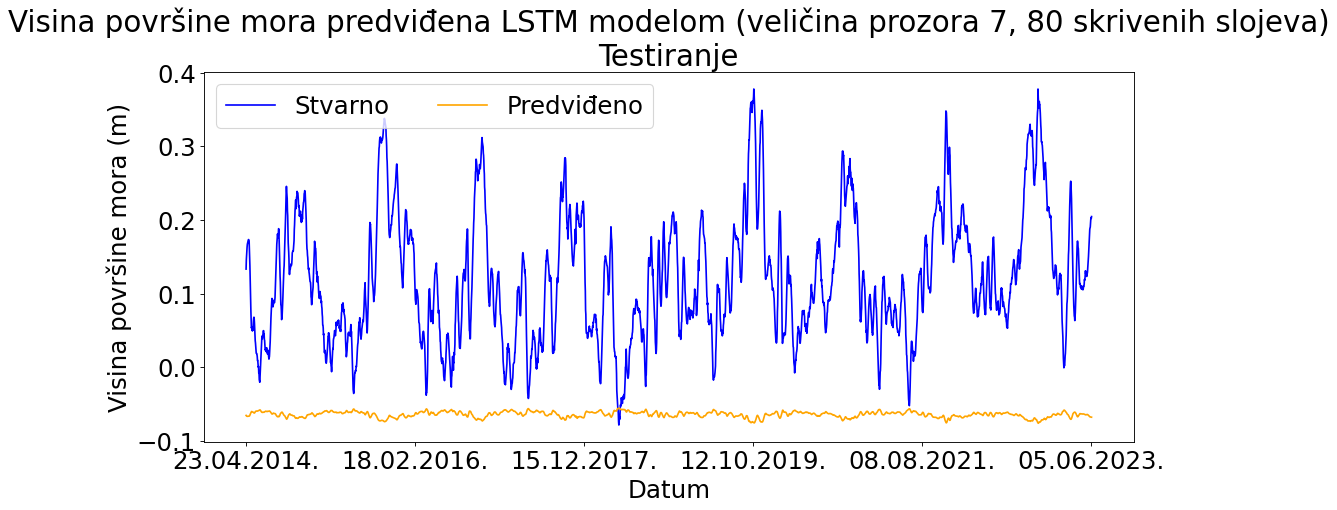 Visina površine mora predviđena LSTM modelom (veličina prozora 7, 80 skrivenih slojeva)
Testiranje
Stvarno Predviđeno
Visina površine mora (m)
0.4
0.3
0.2
0.1
0.0
−0.1
23.04.2014. 18.02.2016. 15.12.2017. 12.10.2019. 08.08.2021. 05.06.2023.
Datum